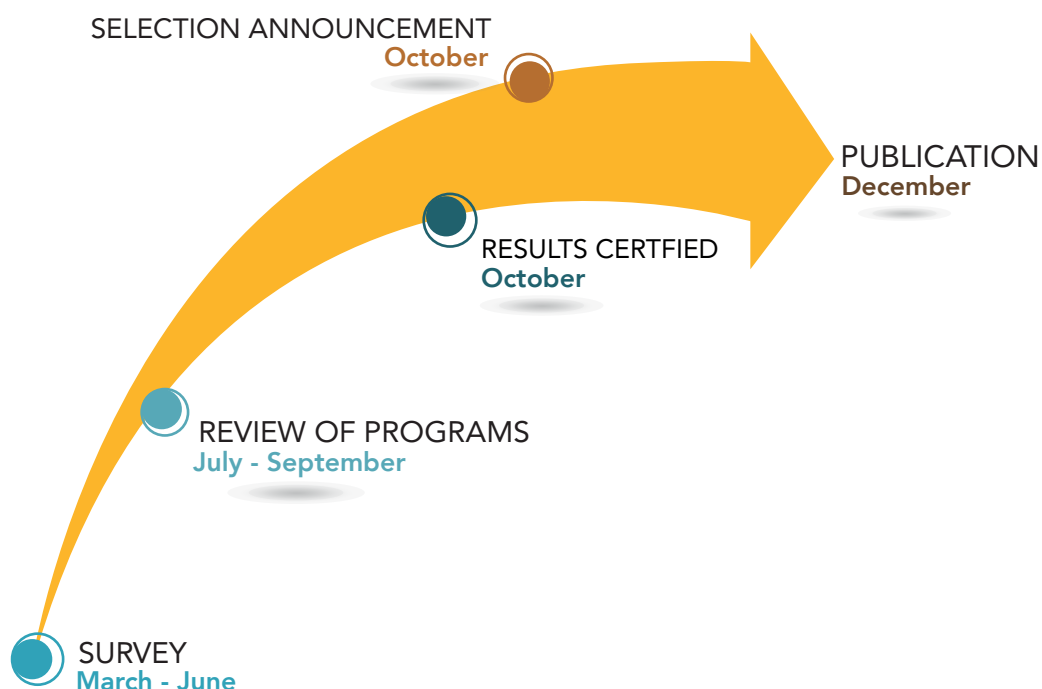 SELECTION ANNOUNCEMENT
October
PUBLICATION
December
RESULTS CERTFIED
October
REVIEW OF PROGRAMS
July - September
SURVEY
March - June